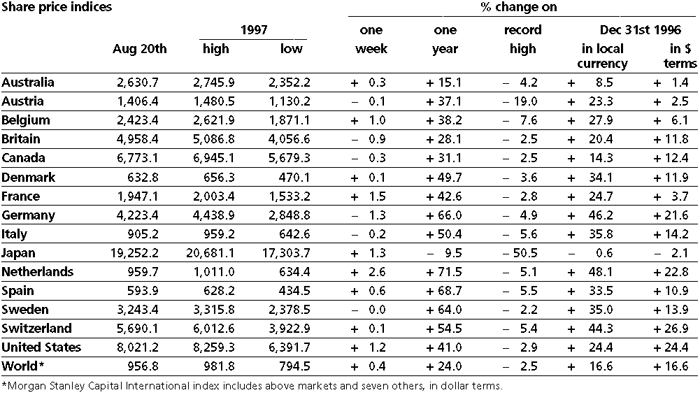 Share price indices % change on
1997 one one record Dec 31st 1996
Aug 20th high low week year high in local in $
currency terms
Australia 2,630.7 2,745.9 2,352.2 + 0.3 + 15.1 − 4.2 + 8.5 + 1.4
Austria 1,406.4 1,480.5 1,130.2 − 0.1 + 37.1 − 19.0 + 23.3 + 2.5
Belgium 2,423.4 2,621.9 1,871.1 + 1.0 + 38.2 − 7.6 + 27.9 + 6.1
Britain 4,958.4 5,086.8 4,056.6 − 0.9 + 28.1 − 2.5 + 20.4 + 11.8
Canada 6,773.1 6,945.1 5,679.3 − 0.3 + 31.1 − 2.5 + 14.3 + 12.4
Denmark 632.8 656.3 470.1 + 0.1 + 49.7 − 3.6 + 34.1 + 11.9
France 1,947.1 2,003.4 1,533.2 + 1.5 + 42.6 − 2.8 + 24.7 + 3.7
Germany 4,223.4 4,438.9 2,848.8 − 1.3 + 66.0 − 4.9 + 46.2 + 21.6
Italy 905.2 959.2 642.6 − 0.2 + 50.4 − 5.6 + 35.8 + 14.2
Japan 19,252.2 20,681.1 17,303.7 + 1.3 − 9.5 − 50.5 − 0.6 − 2.1
Netherlands 959.7 1,011.0 634.4 + 2.6 + 71.5 − 5.1 + 48.1 + 22.8
Spain 593.9 628.2 434.5 + 0.6 + 68.7 − 5.5 + 33.5 + 10.9
Sweden 3,243.4 3,315.8 2,378.5 − 0.0 + 64.0 − 2.2 + 35.0 + 13.9
Switzerland 5,690.1 6,012.6 3,922.9 + 0.1 + 54.5 − 5.4 + 44.3 + 26.9
United States 8,021.2 8,259.3 6,391.7 + 1.2 + 41.0 − 2.9 + 24.4 + 24.4
World* 956.8 981.8 794.5 + 0.4 + 24.0 − 2.5 + 16.6 + 16.6
*Morgan Stanley Capital International index includes above markets and seven others, in dollar terms.